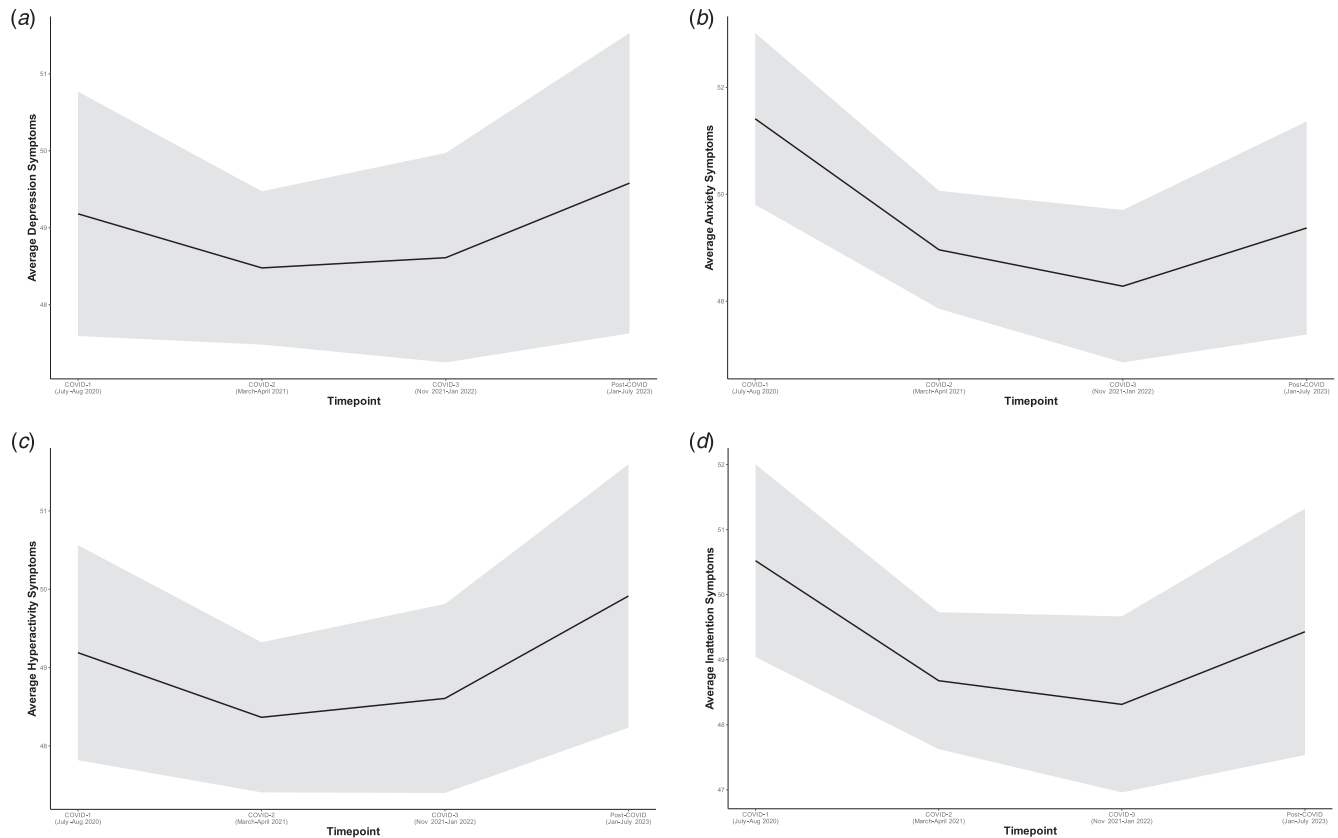 (a)
Average Depression Symptoms
51
50
49
48
COVID-1
(July-Aug 2020)
COVID-2
(March-April 2021)
COVID-3
(Nov 2021-Jan 2022)
Post-COVID
(Jan-July 2023)
Timepoint
(b)
Average Anxiety Symptoms
52
50
48
COVID-1
(July-Aug 2020)
COVID-2
(March-April 2021)
COVID-3
(Nov 2021-Jan 2022)
Post-COVID
(Jan-July 2023)
Timepoint
(c)
Average Hyperactivity Symptoms
51
50
49
48
COVID-1
(July-Aug 2020)
COVID-2
(March-April 2021)
COVID-3
(Nov 2021-Jan 2022)
Post-COVID
(Jan-July 2023)
Timepoint
(d)
Average Inattention Symptoms
52
51
50
49
48
47
COVID-1
(July-Aug 2020)
COVID-2
(March-April 2021)
COVID-3
(Nov 2021-Jan 2022)
Post-COVID
(Jan-July 2023)
Timepoint